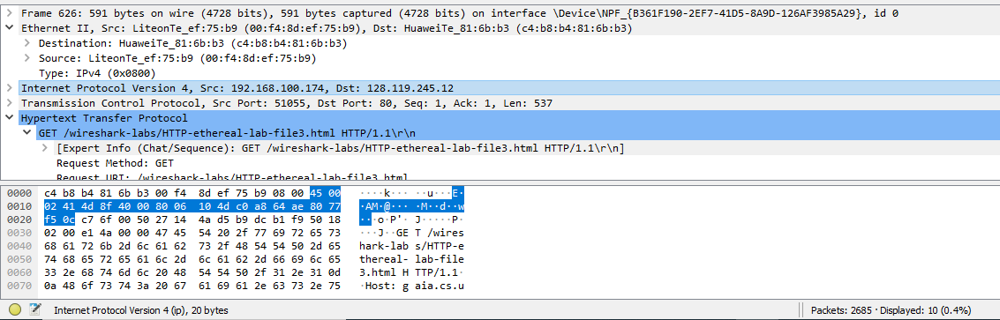 Frame 626: 591 bytes on wire (4728 bits), 591 bytes captured (4728 bits) on interface \Device\NPF_{B361F190-2EF7-41D5-8A9D-126AF3985A29}, id 0
Ethernet II, Src: LiteonTe_ef:75:b9 (00:f4:8d:ef:75:b9), Dst: HuaweiTe_81:6b:b3 (c4:b8:b4:81:6b:b3)
Destination: HuaweiTe_81:6b:b3 (c4:b8:b4:81:6b:b3)
Source: LiteonTe_ef:75:b9 (00:f4:8d:ef:75:b9)
Type: IPv4 (0x0800)
Internet Protocol Version 4, Src: 192.168.100.174, Dst: 128.119.245.12
Transmission Control Protocol, Src Port: 51055, Dst Port: 80, Seq: 1, Ack: 1, Len: 537
Hypertext Transfer Protocol
GET /wireshark-labs/HTTP-ethereal-lab-file3.html HTTP/1.1\r\n
[Expert Info (Chat/Sequence): GET /wireshark-labs/HTTP-ethereal-lab-file3.html HTTP/1.1\r\n]
Request Method: GET
Request URI: /wireshark-labs/HTTP-ethereal-lab-file3.html
0000 c4 b8 b4 81 6b b3 00 f4 8d ef 75 b9 08 00 45 00 ····k··· ··u···E·
0010 02 41 4d 8f 40 00 80 06 10 4d c0 a8 64 ae 80 77 ·AM·@··· ·M··d··w
0020 f5 0c c7 6f 00 50 27 14 4a d5 b9 dc b1 f9 50 18 ···o·P'· J·····P·
0030 02 00 e1 4a 00 00 47 45 54 20 2f 77 69 72 65 73 ···J··GE T /wires
0040 68 61 72 6b 2d 6c 61 62 73 2f 48 54 54 50 2d 65 hark-lab s/HTTP-e
0050 74 68 65 72 65 61 6c 2d 6c 61 62 2d 66 69 6c 65 thereal- lab-file
0060 33 2e 68 74 6d 6c 20 48 54 54 50 2f 31 2e 31 0d 3.html H TTP/1.1·
0070 0a 48 6f 73 74 3a 20 67 61 69 61 2e 63 73 2e 75 ·Host: g aia.cs.u
Internet Protocol Version 4 (ip), 20 bytes Packets: 2685 · Displayed: 10 (0.4%)